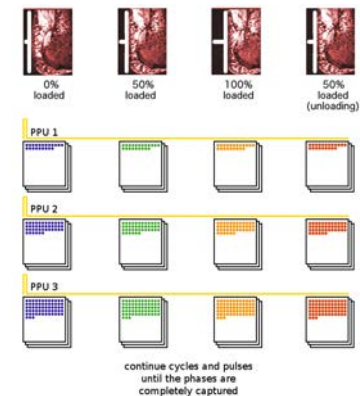 0%
loaded
50%
loaded
100%
loaded
50%
loaded
(unloading)
PPU 1
PPU 2
PPU 3
continue cycles and pulses
until the phases are
completely captured